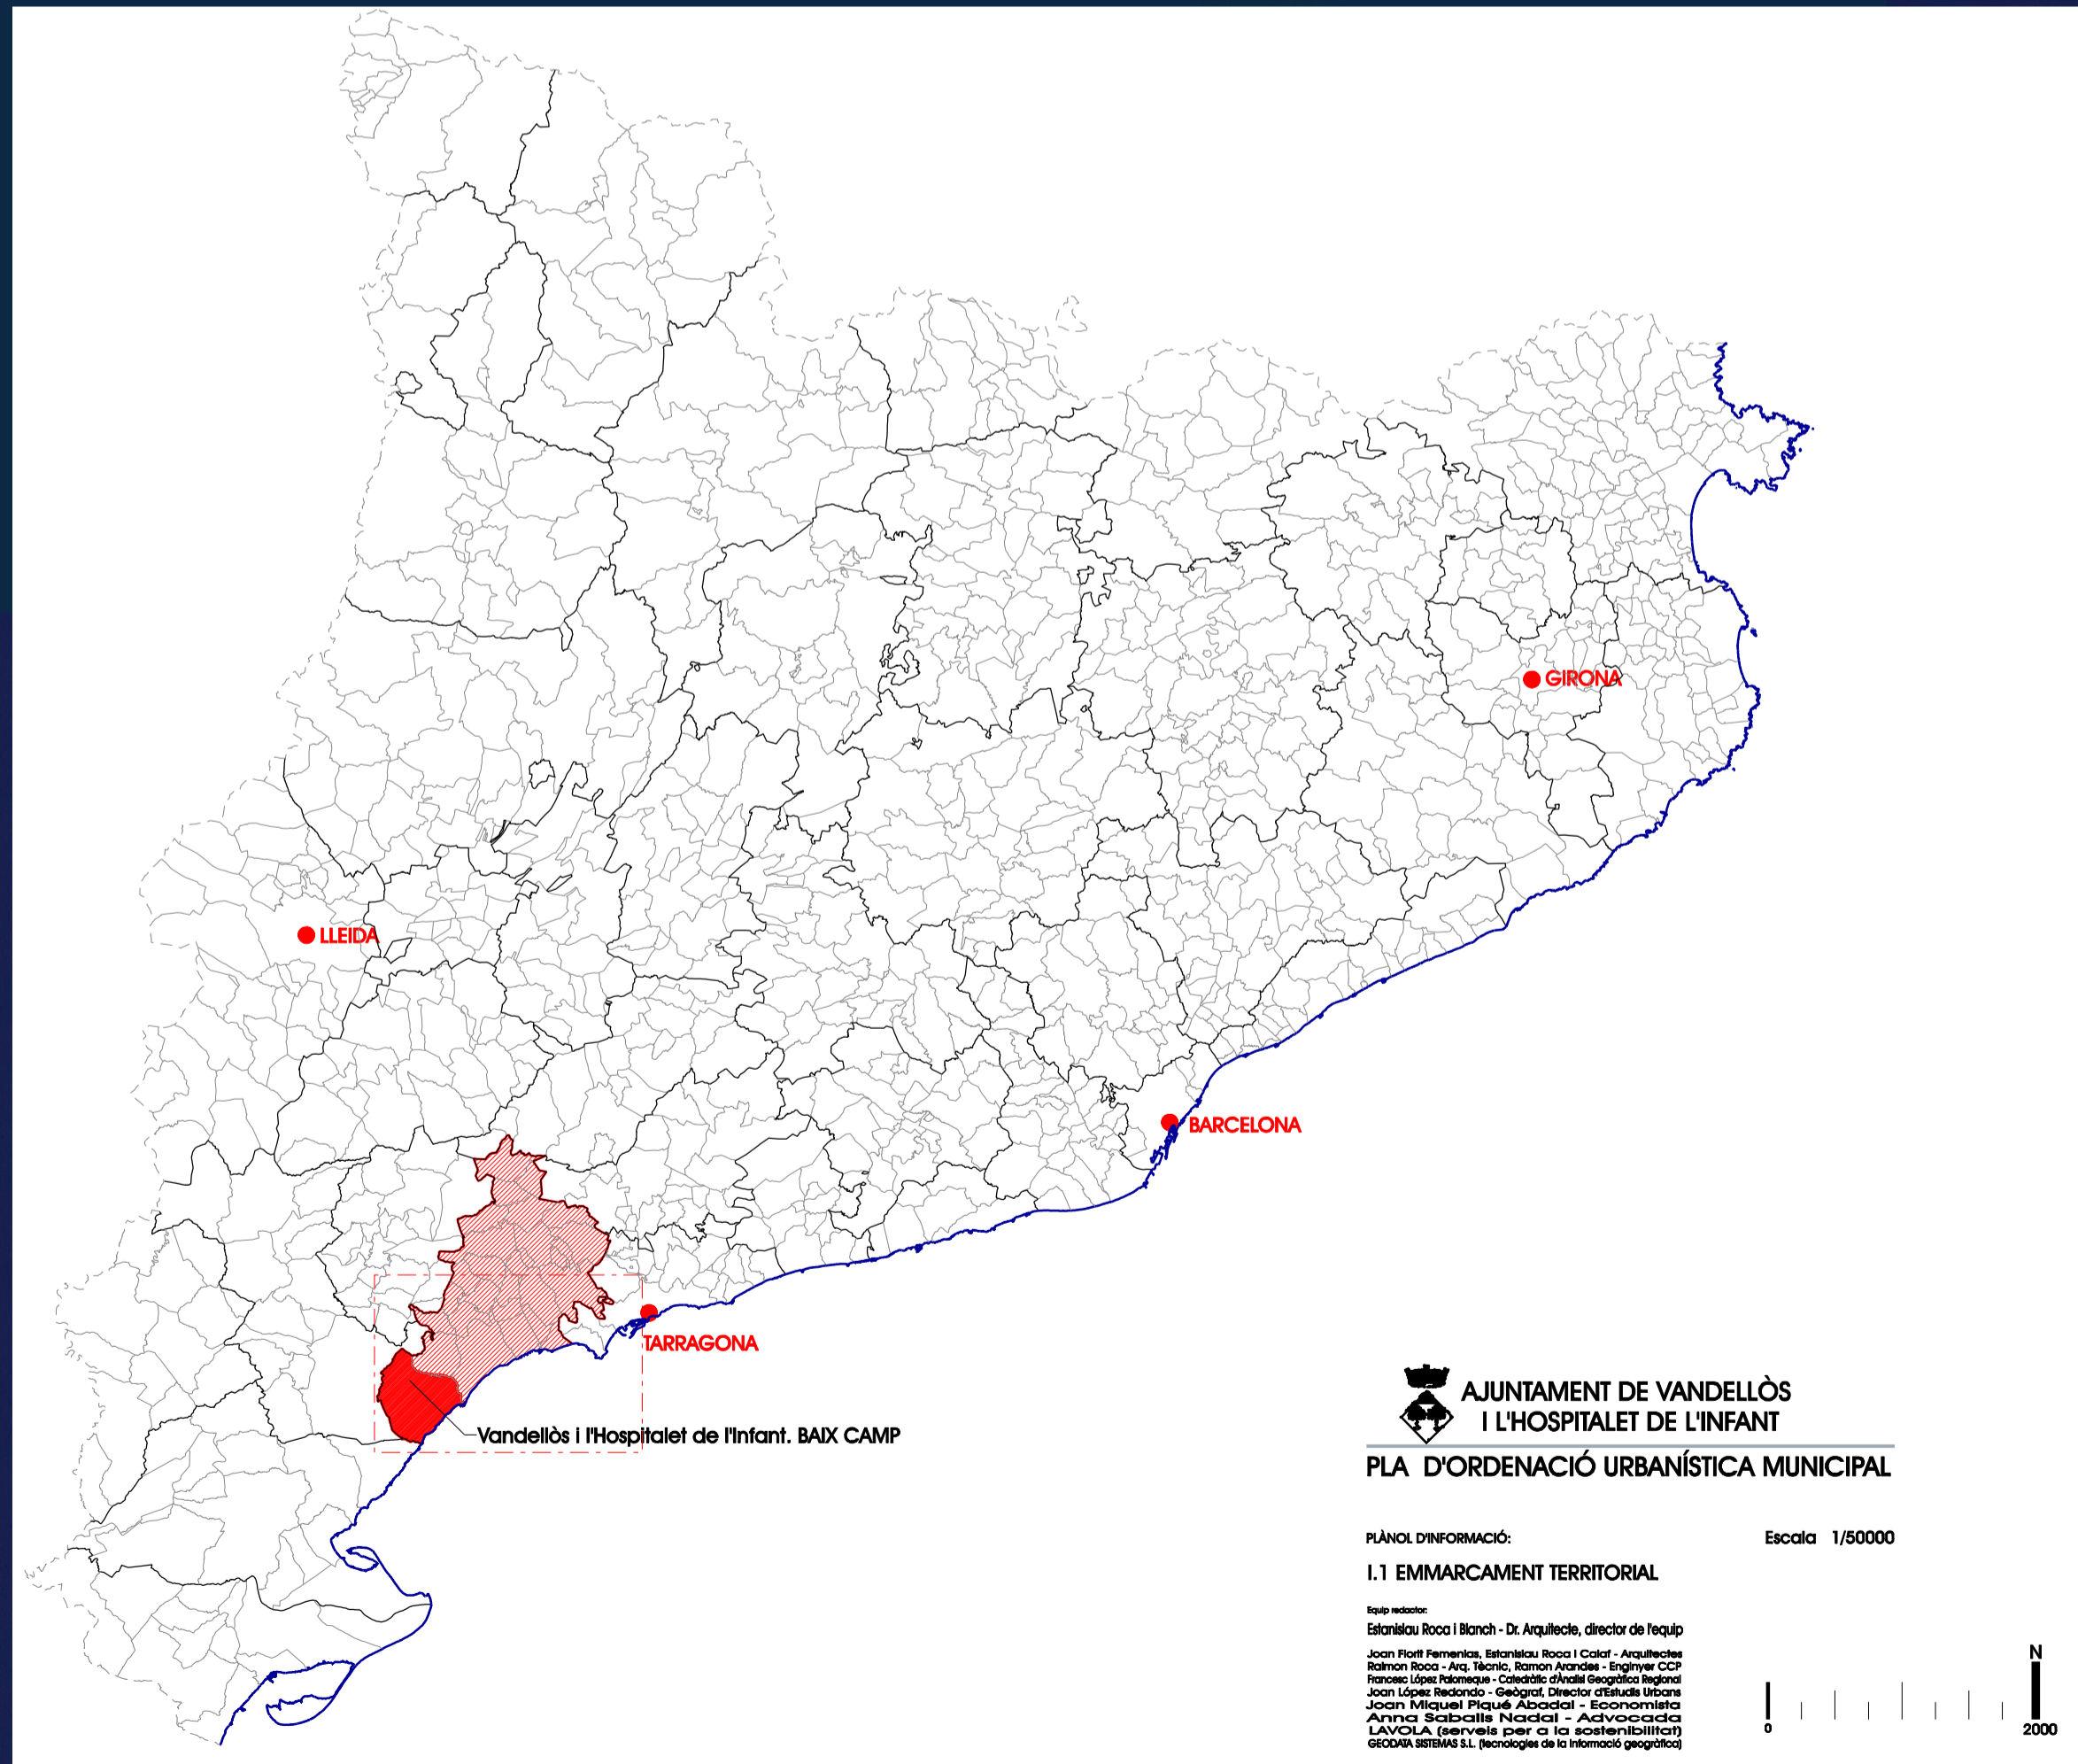 GIRONA
LLEIDA
BARCELONA
TARRAGONA
Vandellòs i l'Hospitalet de l'Infant. BAIX CAMP
AJUNTAMENT DE VANDELLÒS
I L'HOSPITALET DE L'INFANT
PLA D'ORDENACIÓ URBANÍSTICA MUNICIPAL
PLÀNOL D'INFORMACIÓ:
Escala 1/50000
I.1 EMMARCAMENT TERRITORIAL
Equip redactor:
Estanislau Roca i Blanch - Dr. Arquitecte, director de l'equip
Joan Florit Femenias, Estanislau Roca i Calaf - Arquitectes
Raimon Roca - Arq. Tècnic, Ramon Arandes - Enginyer CCP
Francesc López Palomeque - Catedràtic d'Ànalisi Geogràfica Regional
Joan López Redondo - Geògraf, Director d'Estudis Urbans
Joan Miquel Piqué Abadal - Economista
Anna Saballs Nadal - Advocada
LAVOLA (serveis per a la sostenibilitat)
GEODATA SISTEMAS S.L. (tecnologies de la informació geogràfica)
N
0
2000